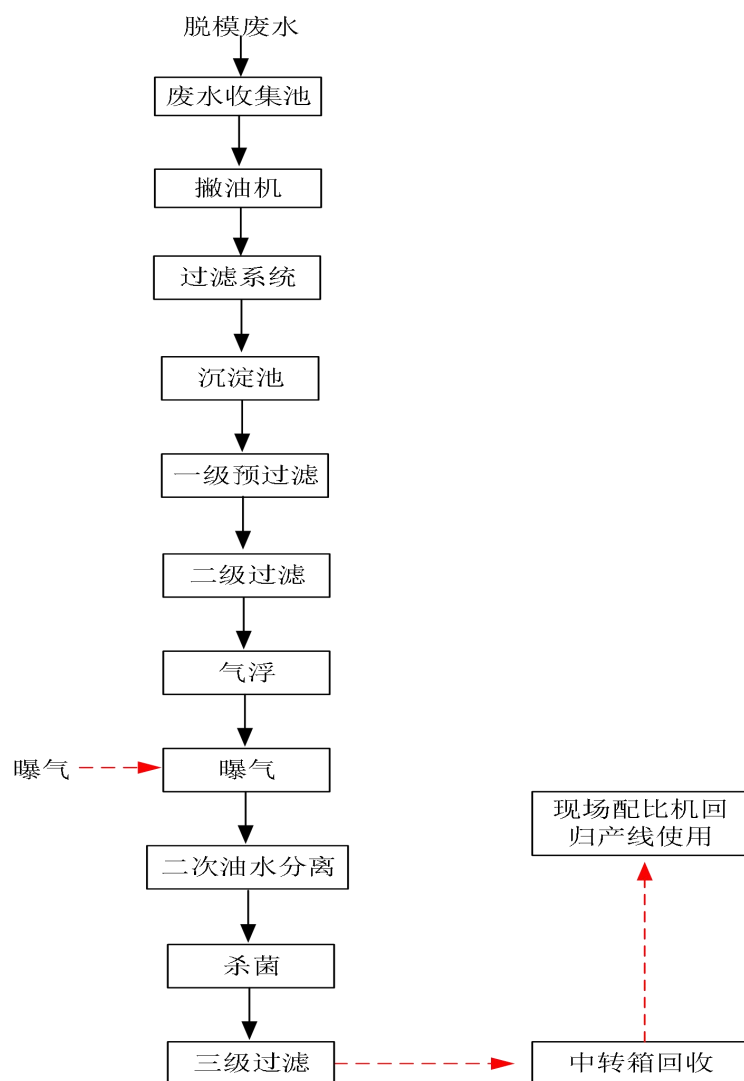 脱模废水
废水收集池
撇油机
过滤系统
沉淀池
一级预过滤
二级过滤
气浮
曝气
曝气
二次油水分离
杀菌
三级过滤
中转箱回收
现场配比机回
归产线使用